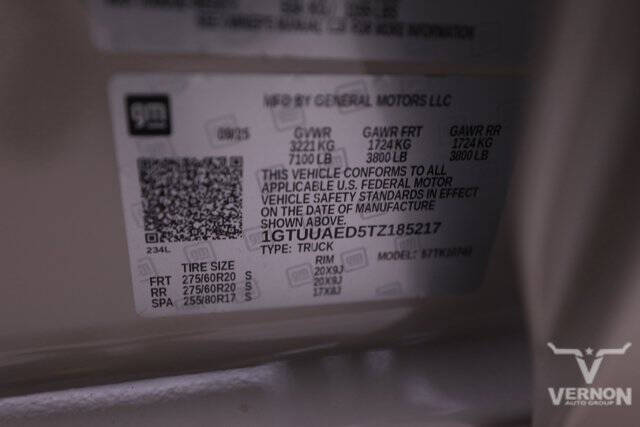 gm
MFD BY GENERAL MOTORS LLC
09/25 GVWR GAWR FRT GAWR RR
3221 KG 1724 KG 1724 KG
7100 LB 3800 LB 3800 LB
THIS VEHICLE CONFORMS TO ALL
APPLICABLE U.S. FEDERAL MOTOR
VEHICLE SAFETY STANDARDS IN EFFECT
ON THE DATE OF MANUFACTURE
SHOWN ABOVE.
1GTUUAED5TZ185217
234L TYPE: TRUCK MODEL:
TIRE SIZE RIM
FRT 275/60R20 S 20X9J
RR 275/60R20 S 20X9J
SPA 255/80R17 S 17X8J
VERNON
AUTO GROUP